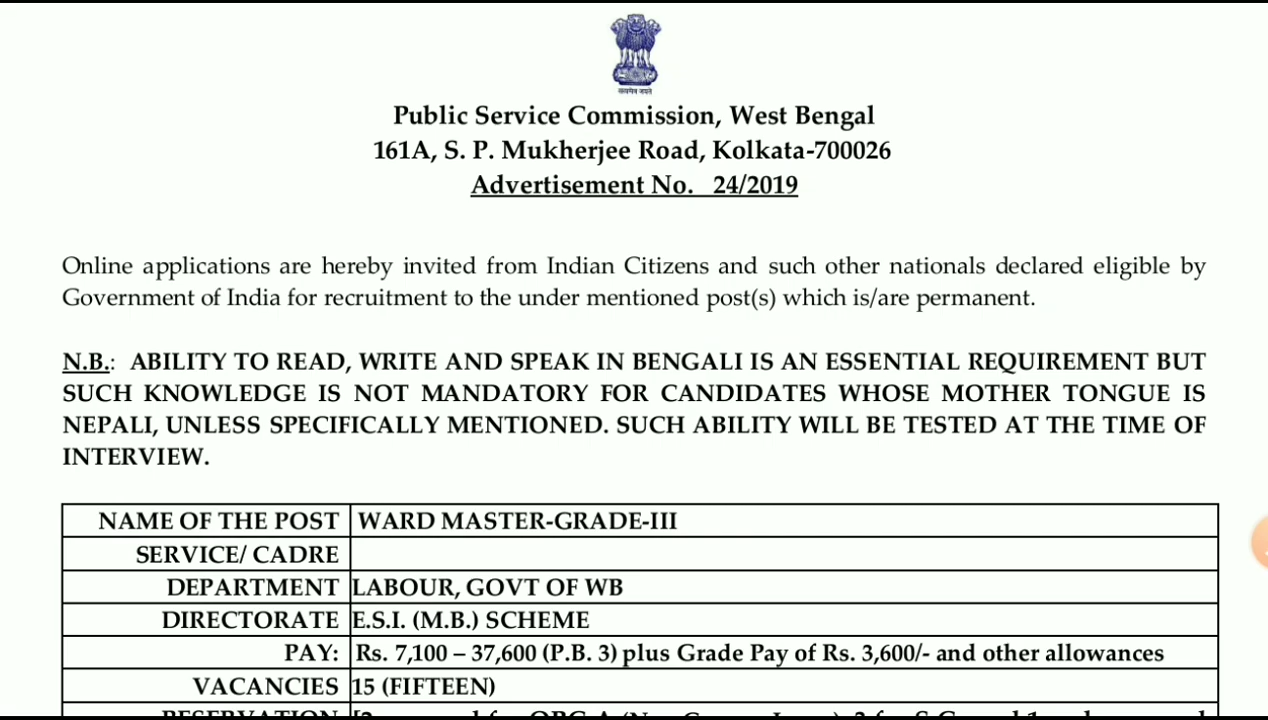 सत्यमेव जयते
Public Service Commission, West Bengal
161A, S. P. Mukherjee Road, Kolkata-700026
Advertisement No. 24/2019
Online applications are hereby invited from Indian Citizens and such other nationals declared eligible by
Government of India for recruitment to the under mentioned post(s) which is/are permanent.
N.B.: ABILITY TO READ, WRITE AND SPEAK IN BENGALI IS AN ESSENTIAL REQUIREMENT BUT
SUCH KNOWLEDGE IS NOT MANDATORY FOR CANDIDATES WHOSE MOTHER TONGUE IS
NEPALI, UNLESS SPECIFICALLY MENTIONED. SUCH ABILITY WILL BE TESTED AT THE TIME OF
INTERVIEW.
NAME OF THE POST WARD MASTER-GRADE-III
SERVICE/ CADRE
DEPARTMENT LABOUR, GOVT OF WB
DIRECTORATE E.S.I. (M.B.) SCHEME
PAY: Rs. 7,100 – 37,600 (P.B. 3) plus Grade Pay of Rs. 3,600/- and other allowances
VACANCIES 15 (FIFTEEN)
RESERVATION